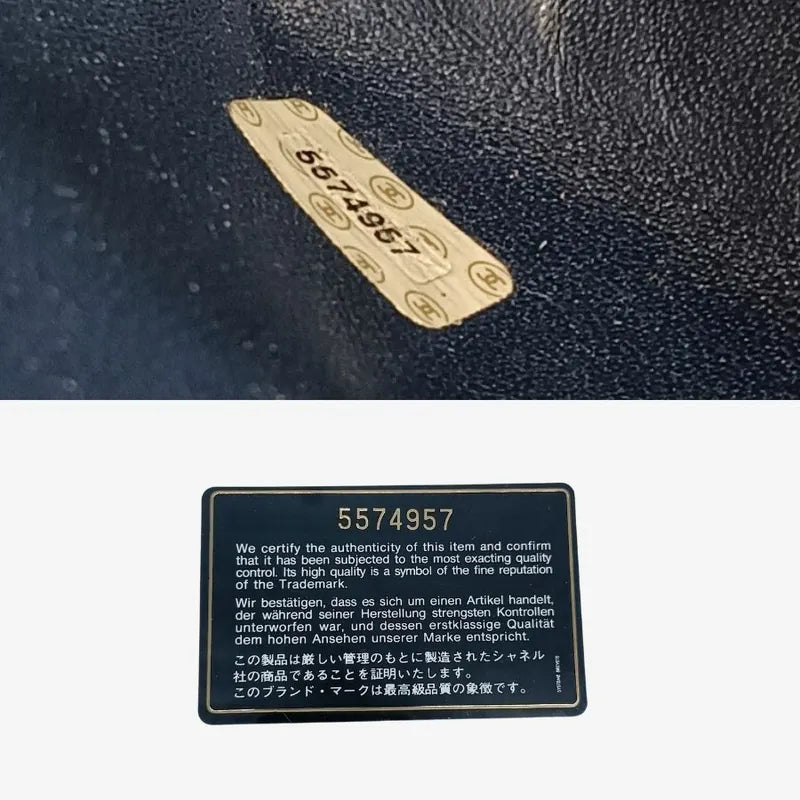 5574957
5574957
We certify the authenticity of this item and confirm
that it has been subjected to the most exacting quality
control. Its high quality is a symbol of the fine reputation
of the Trademark.
Wir bestätigen, dass es sich um einen Artikel handelt,
der während seiner Herstellung strengsten Kontrollen
unterworfen war, und dessen erstklassige Qualität
dem hohen Ansehen unserer Marke entspricht.
この製品は厳しい管理のもとに製造されたシャネル
社の商品であることを証明いたします。
このブランド・マークは最高級品質の象徴です。